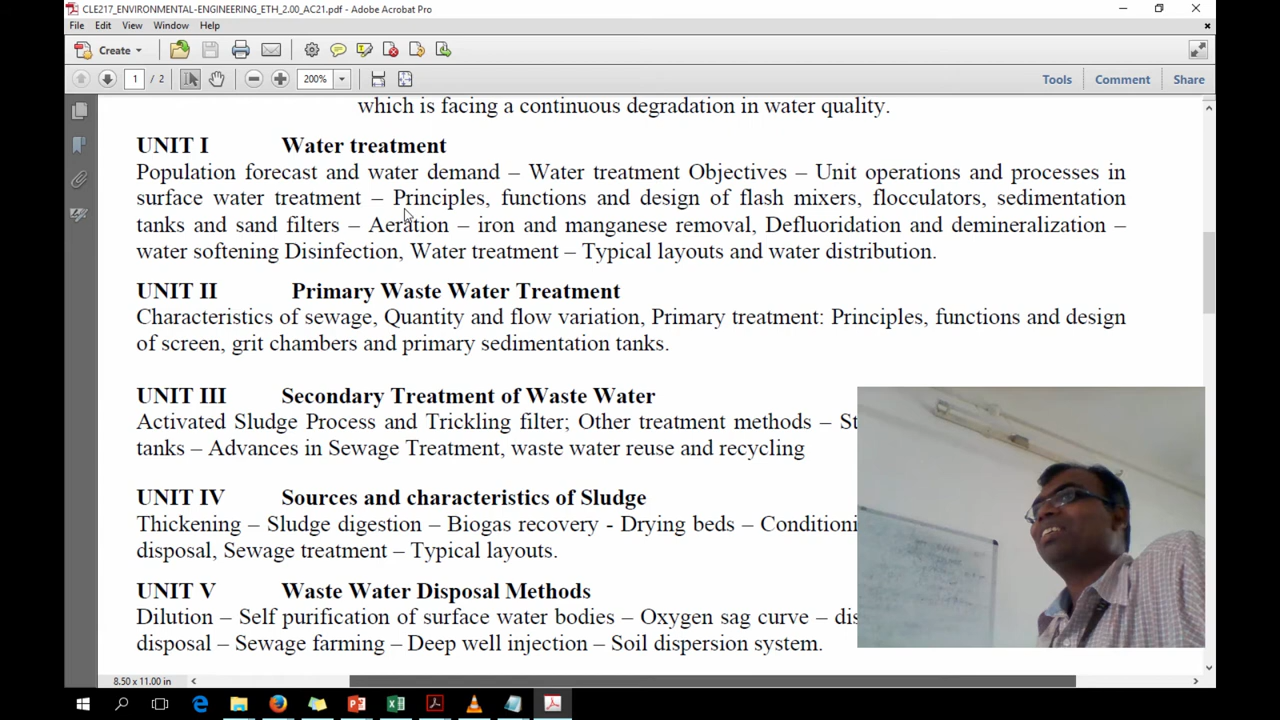 CLE217_ENVIRONMENTAL-ENGINEERING_ETH_2.00_AC21.pdf - Adobe Acrobat Pro
File Edit View Window Help
Create
1 / 2 200% Tools Comment Share
which is facing a continuous degradation in water quality.
UNIT I Water treatment
Population forecast and water demand – Water treatment Objectives – Unit operations and processes in
surface water treatment – Principles, functions and design of flash mixers, flocculators, sedimentation
tanks and sand filters – Aeration – iron and manganese removal, Defluoridation and demineralization –
water softening Disinfection, Water treatment – Typical layouts and water distribution.
UNIT II Primary Waste Water Treatment
Characteristics of sewage, Quantity and flow variation, Primary treatment: Principles, functions and design
of screen, grit chambers and primary sedimentation tanks.
UNIT III Secondary Treatment of Waste Water
Activated Sludge Process and Trickling filter; Other treatment methods – St
tanks – Advances in Sewage Treatment, waste water reuse and recycling
UNIT IV Sources and characteristics of Sludge
Thickening – Sludge digestion – Biogas recovery - Drying beds – Conditioni
disposal, Sewage treatment – Typical layouts.
UNIT V Waste Water Disposal Methods
Dilution – Self purification of surface water bodies – Oxygen sag curve – dis
disposal – Sewage farming – Deep well injection – Soil dispersion system.
8.50 x 11.00 in